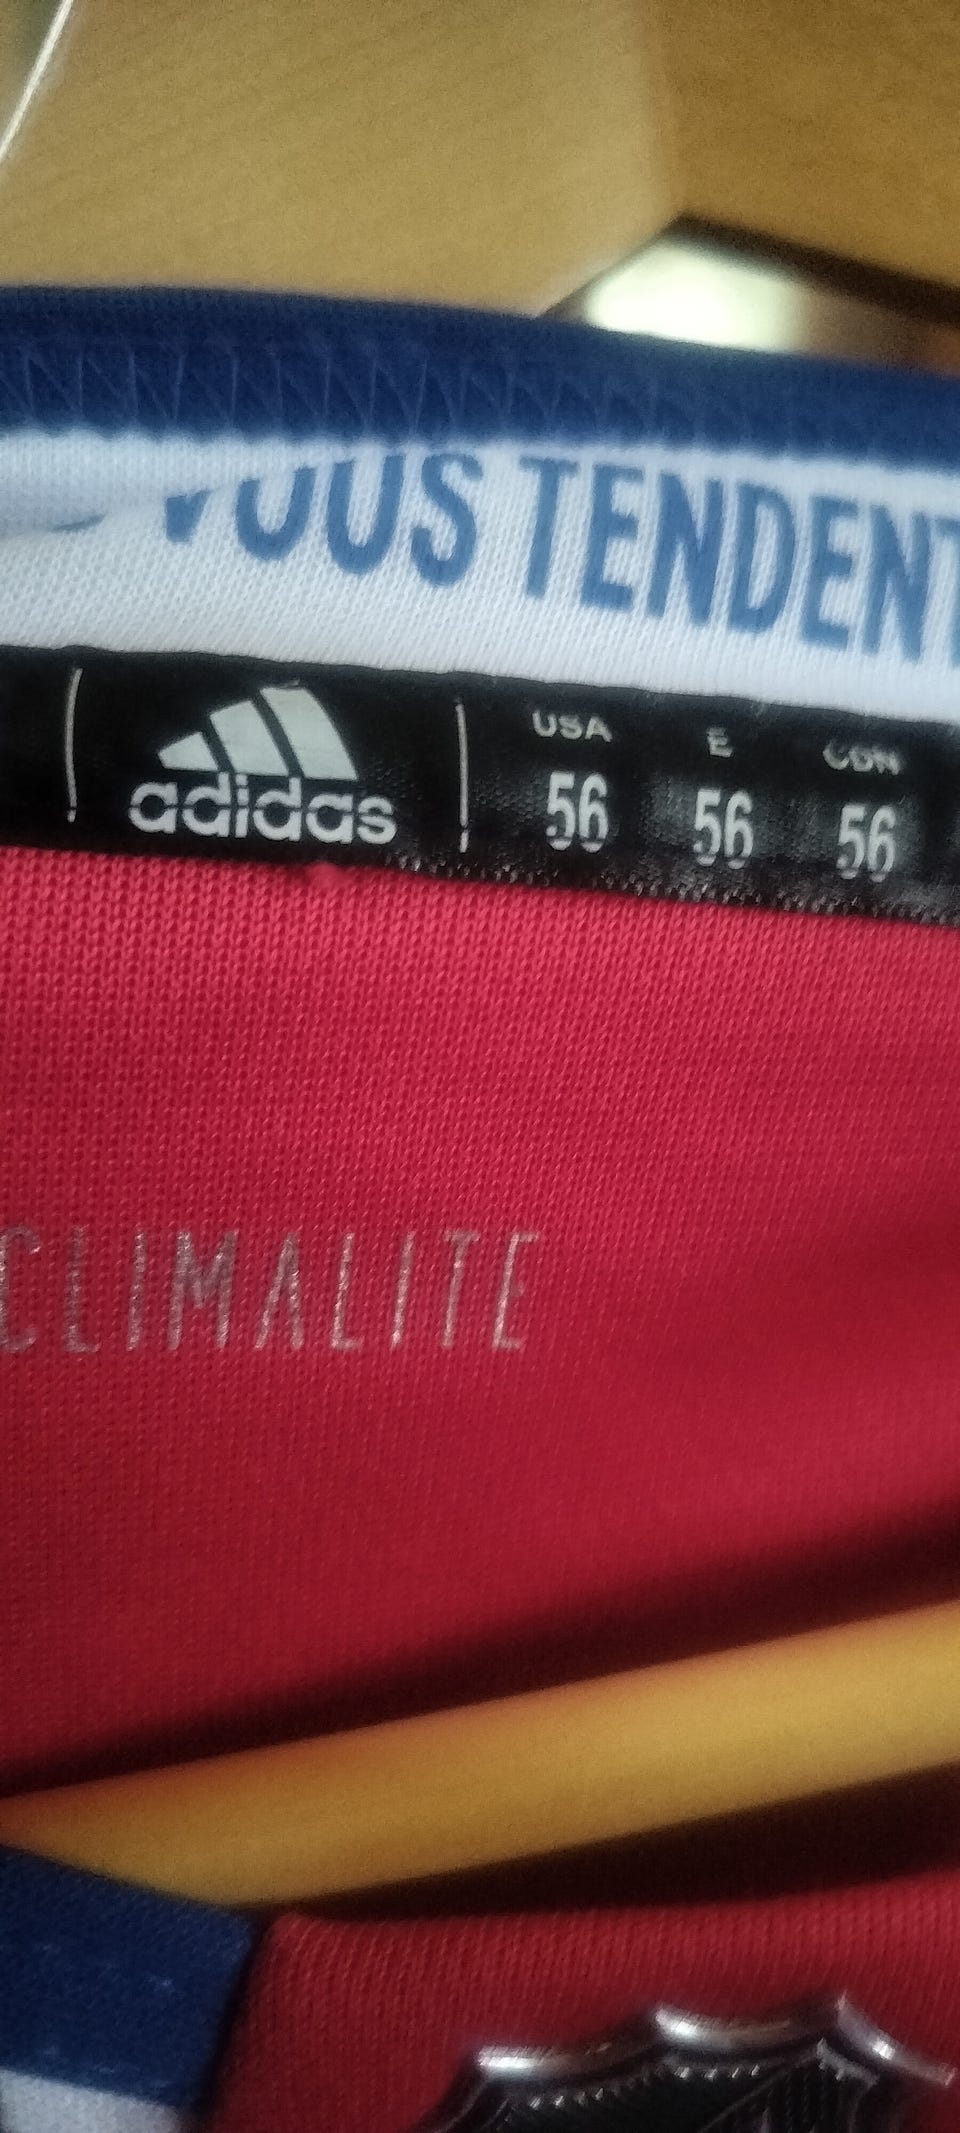 VOUS TENDENT
adidas
USA E CDN
56 56 56
CLIMALITE